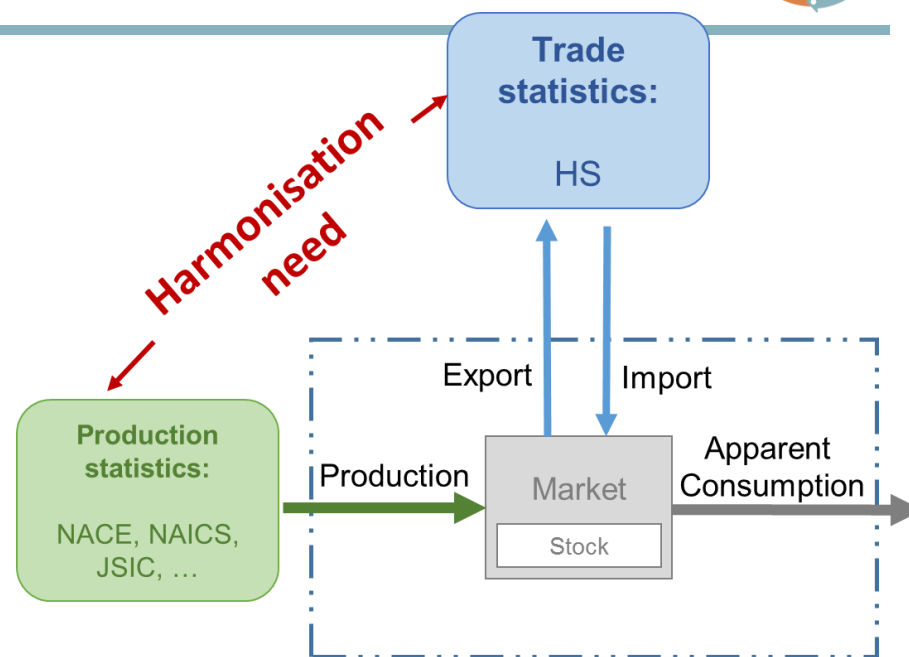 Trade
statistics:
HS
Harmonisation
need
Export
Import
Production
statistics:
NACE, NAICS,
JSIC, …
Production
Market
Stock
Apparent
Consumption